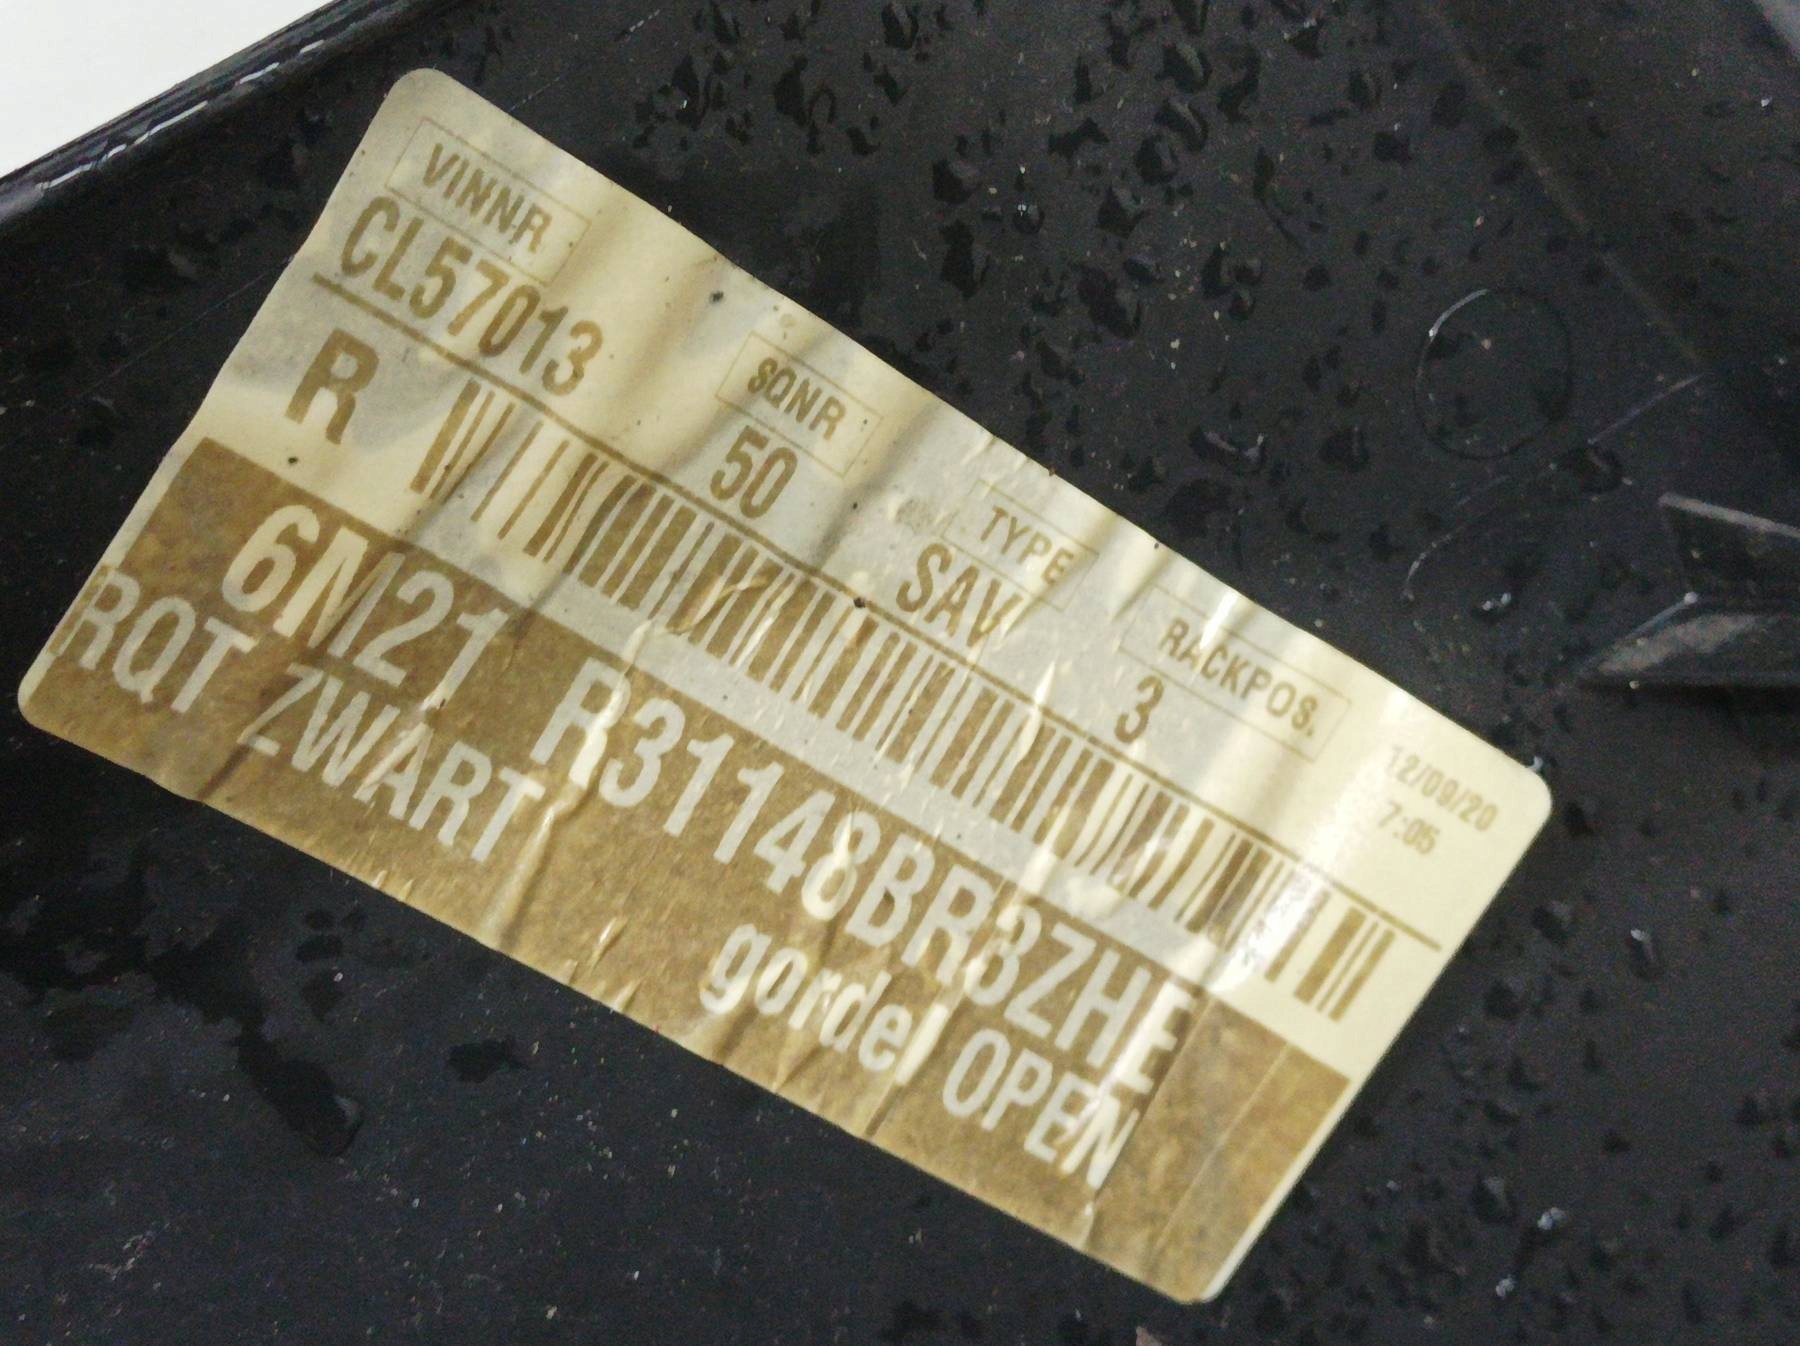 VINNR SQNR TYPE RACKPOS.
CL57013 50 SAV 3 12/09/20
7:05
R
6M21 R31148BR3ZHE
RQT ZWART gordel OPEN